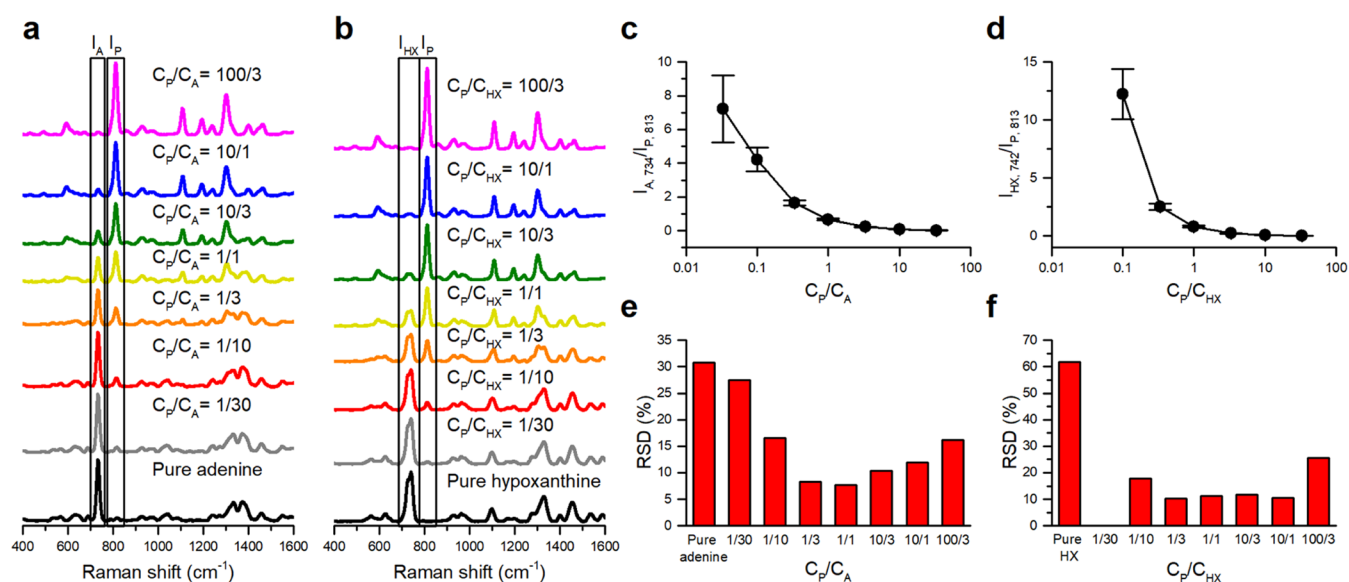 a
I_A I_P
C_P/C_A= 100/3
C_P/C_A= 10/1
C_P/C_A= 10/3
C_P/C_A= 1/1
C_P/C_A = 1/3
C_P/C_A = 1/10
C_P/C_A = 1/30
Pure adenine
400 600 800 1000 1200 1400 1600
Raman shift (cm⁻¹)
b
I_HX I_P
C_P/C_HX= 100/3
C_P/C_HX= 10/1
C_P/C_HX= 10/3
C_P/C_HX = 1/1
C_P/C_HX = 1/3
C_P/C_HX = 1/10
C_P/C_HX = 1/30
Pure hypoxanthine
400 600 800 1000 1200 1400 1600
Raman shift (cm⁻¹)
c
I_A, 734/I_P, 813
10
8
6
4
2
0
0.01 0.1 1 10 100
C_P/C_A
d
I_HX, 742/I_P, 813
15
10
5
0
0.01 0.1 1 10 100
C_P/C_HX
e
RSD (%)
35
30
25
20
15
10
5
0
Pure adenine 1/30 1/10 1/3 1/1 10/3 10/1 100/3
C_P/C_A
f
RSD (%)
70
60
50
40
30
20
10
0
Pure HX 1/30 1/10 1/3 1/1 10/3 10/1 100/3
C_P/C_HX